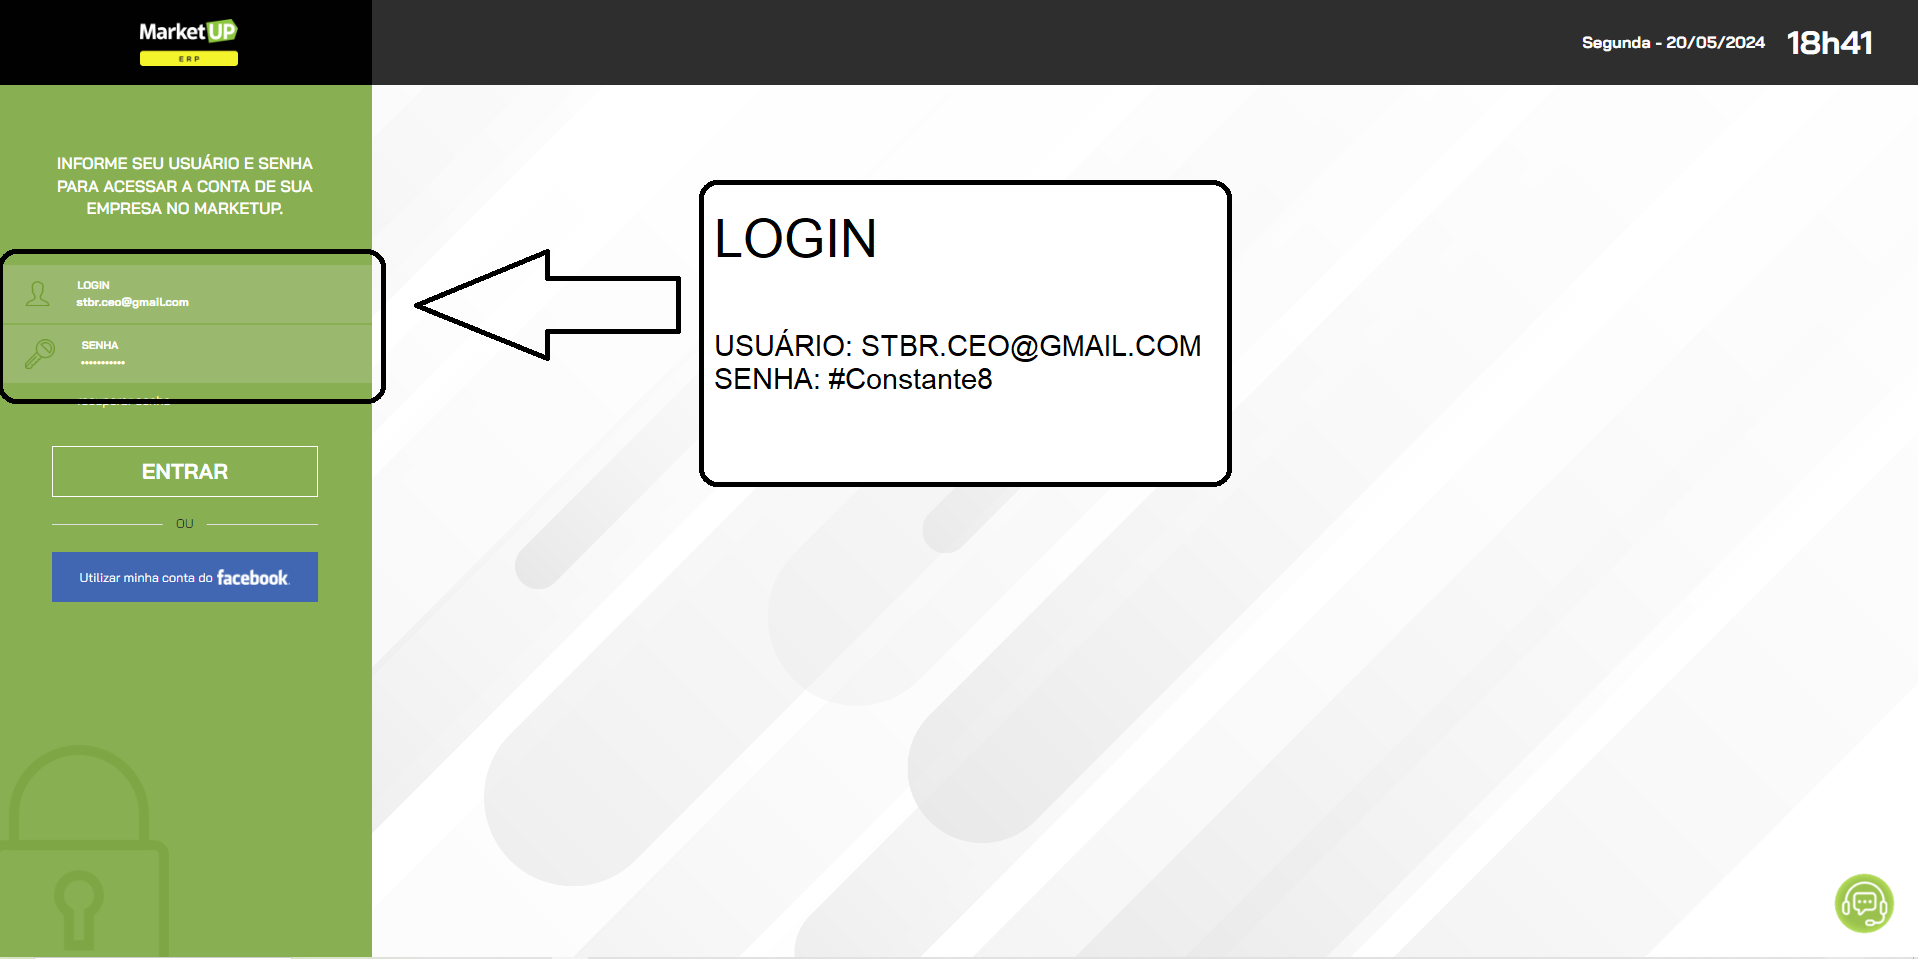 MarketUP
ERP
Segunda - 20/05/2024 18h41
INFORME SEU USUÁRIO E SENHA
PARA ACESSAR A CONTA DE SUA
EMPRESA NO MARKETUP.
LOGIN
stbr.ceo@gmail.com
SENHA
•••••••••••
recuperar senha
ENTRAR
OU
Utilizar minha conta do facebook.
LOGIN
USUÁRIO: STBR.CEO@GMAIL.COM
SENHA: #Constante8